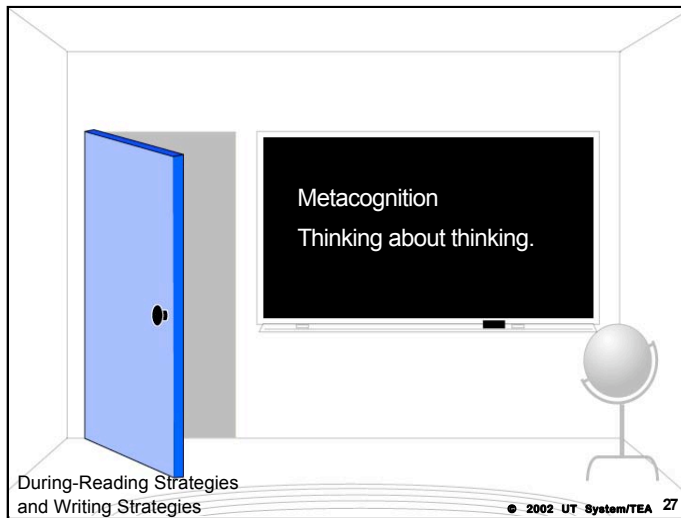 Metacognition
Thinking about thinking.
During-Reading Strategies
and Writing Strategies
© 2002 UT System/TEA 27